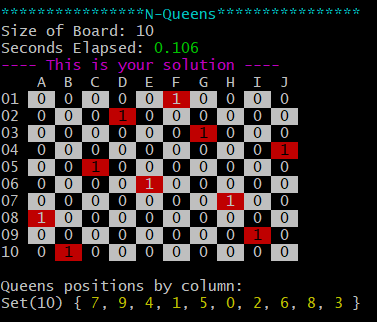 ****************N-Queens****************
Size of Board: 10
Seconds Elapsed: 0.106
---- This is your solution ----
A B C D E F G H I J
01 0 0 0 0 0 1 0 0 0 0
02 0 0 0 1 0 0 0 0 0 0
03 0 0 0 0 0 0 1 0 0 0
04 0 0 0 0 0 0 0 0 0 1
05 0 0 1 0 0 0 0 0 0 0
06 0 0 0 0 1 0 0 0 0 0
07 0 0 0 0 0 0 0 1 0 0
08 1 0 0 0 0 0 0 0 0 0
09 0 0 0 0 0 0 0 0 1 0
10 0 1 0 0 0 0 0 0 0 0
Queens positions by column:
Set(10) { 7, 9, 4, 1, 5, 0, 2, 6, 8, 3 }